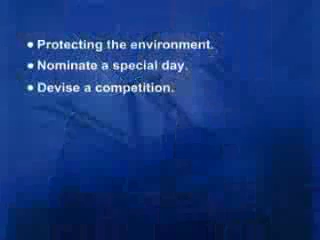 ● Protecting the environment.
● Nominate a special day.
● Devise a competition.